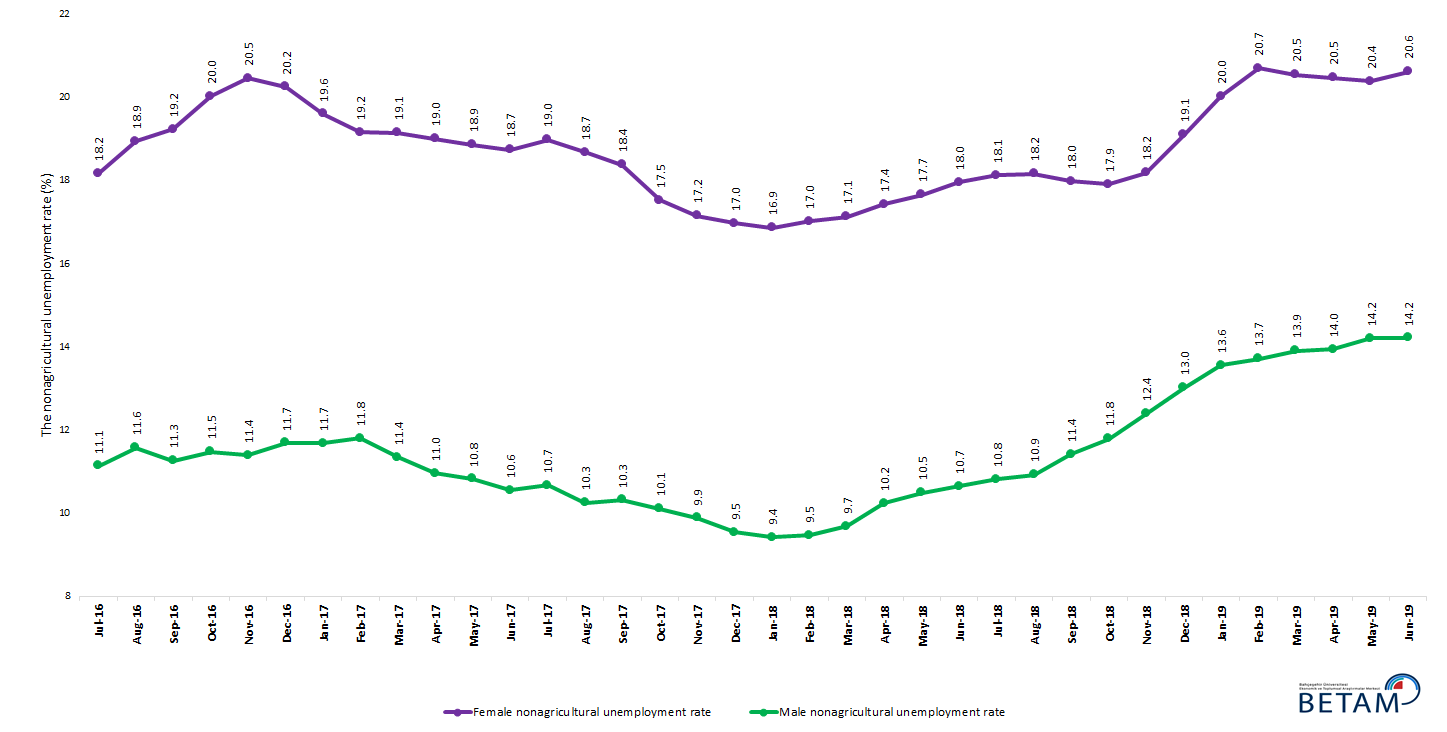 22
20
18
16
14
12
10
8
The nonagricultural unemployment rate (%)
18.2
18.9
19.2
20.0
20.5
20.2
19.6
19.2
19.1
19.0
18.9
18.7
19.0
18.7
18.4
17.5
17.2
17.0
16.9
17.0
17.1
17.4
17.7
18.0
18.1
18.2
18.0
17.9
18.2
19.1
20.0
20.7
20.5
20.5
20.4
20.6
11.1
11.6
11.3
11.5
11.4
11.7
11.7
11.8
11.4
11.0
10.8
10.6
10.7
10.3
10.3
10.1
9.9
9.5
9.4
9.5
9.7
10.2
10.5
10.7
10.8
10.9
11.4
11.8
12.4
13.0
13.6
13.7
13.9
14.0
14.2
14.2
Jul-16
Aug-16
Sep-16
Oct-16
Nov-16
Dec-16
Jan-17
Feb-17
Mar-17
Apr-17
May-17
Jun-17
Jul-17
Aug-17
Sep-17
Oct-17
Nov-17
Dec-17
Jan-18
Feb-18
Mar-18
Apr-18
May-18
Jun-18
Jul-18
Aug-18
Sep-18
Oct-18
Nov-18
Dec-18
Jan-19
Feb-19
Mar-19
Apr-19
May-19
Jun-19
Female nonagricultural unemployment rate
Male nonagricultural unemployment rate
Bahçeşehir Üniversitesi
Ekonomik ve Toplumsal Araştırmalar Merkezi
BETAM